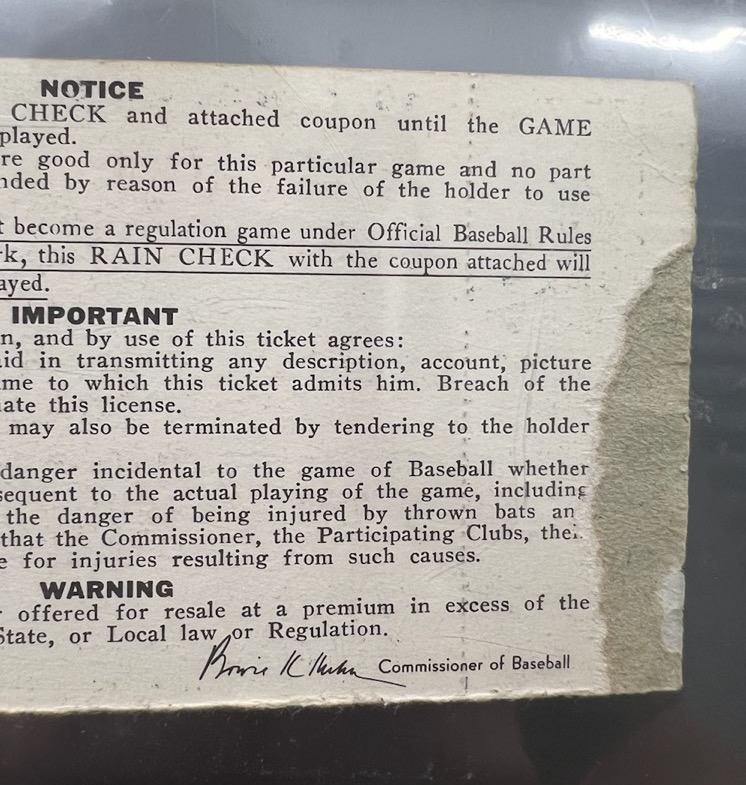 NOTICE
CHECK and attached coupon until the GAME
played.
re good only for this particular game and no part
nded by reason of the failure of the holder to use
t become a regulation game under Official Baseball Rules
k, this RAIN CHECK with the coupon attached will
ayed.
IMPORTANT
n, and by use of this ticket agrees:
id in transmitting any description, account, picture
me to which this ticket admits him. Breach of the
ate this license.
may also be terminated by tendering to the holder
danger incidental to the game of Baseball whether
sequent to the actual playing of the game, including
the danger of being injured by thrown bats an
that the Commissioner, the Participating Clubs, thei
e for injuries resulting from such causes.
WARNING
r offered for resale at a premium in excess of the
State, or Local law or Regulation.
Bowie K Kuhn Commissioner of Baseball